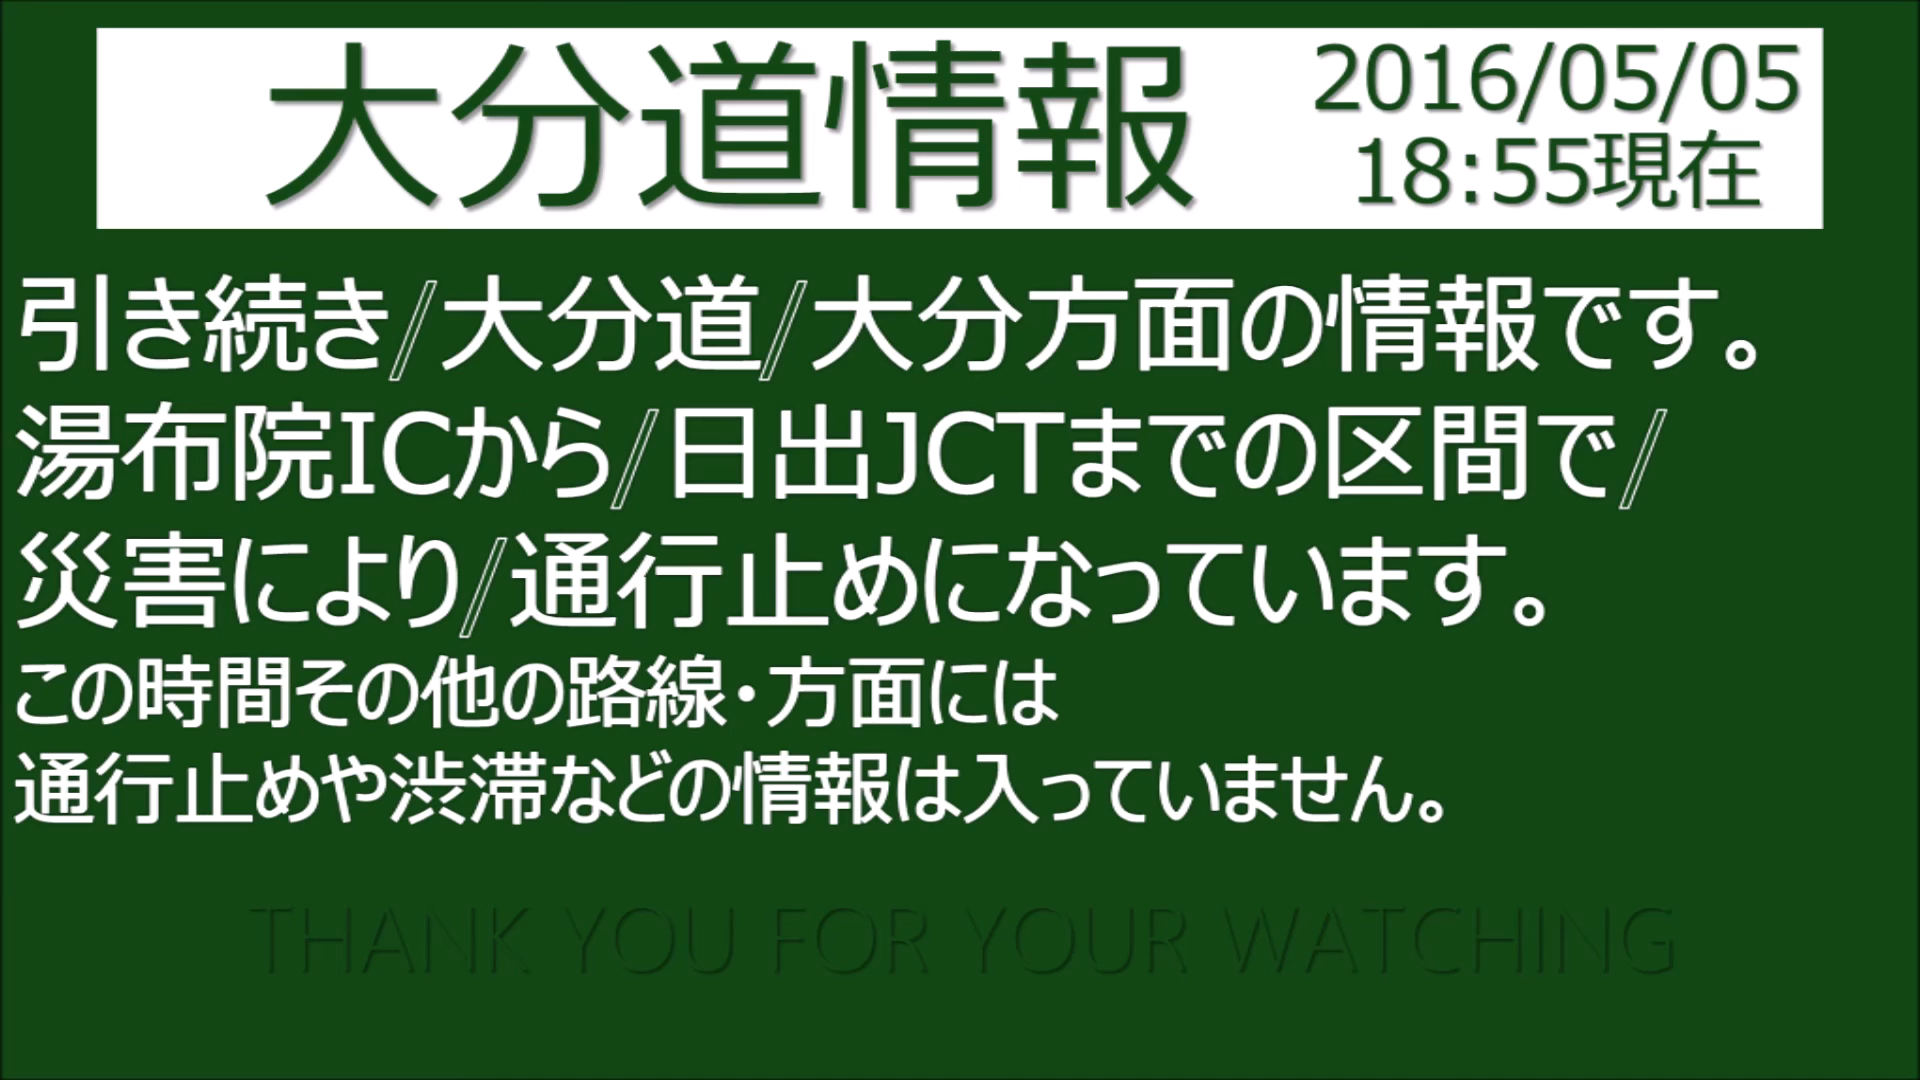 大分道情報
2016/05/05
18:55現在
引き続き/大分道/大分方面の情報です。
湯布院ICから/日出JCTまでの区間で/
災害により/通行止めになっています。
この時間その他の路線・方面には
通行止めや渋滞などの情報は入っていません。
THANK YOU FOR YOUR WATCHING